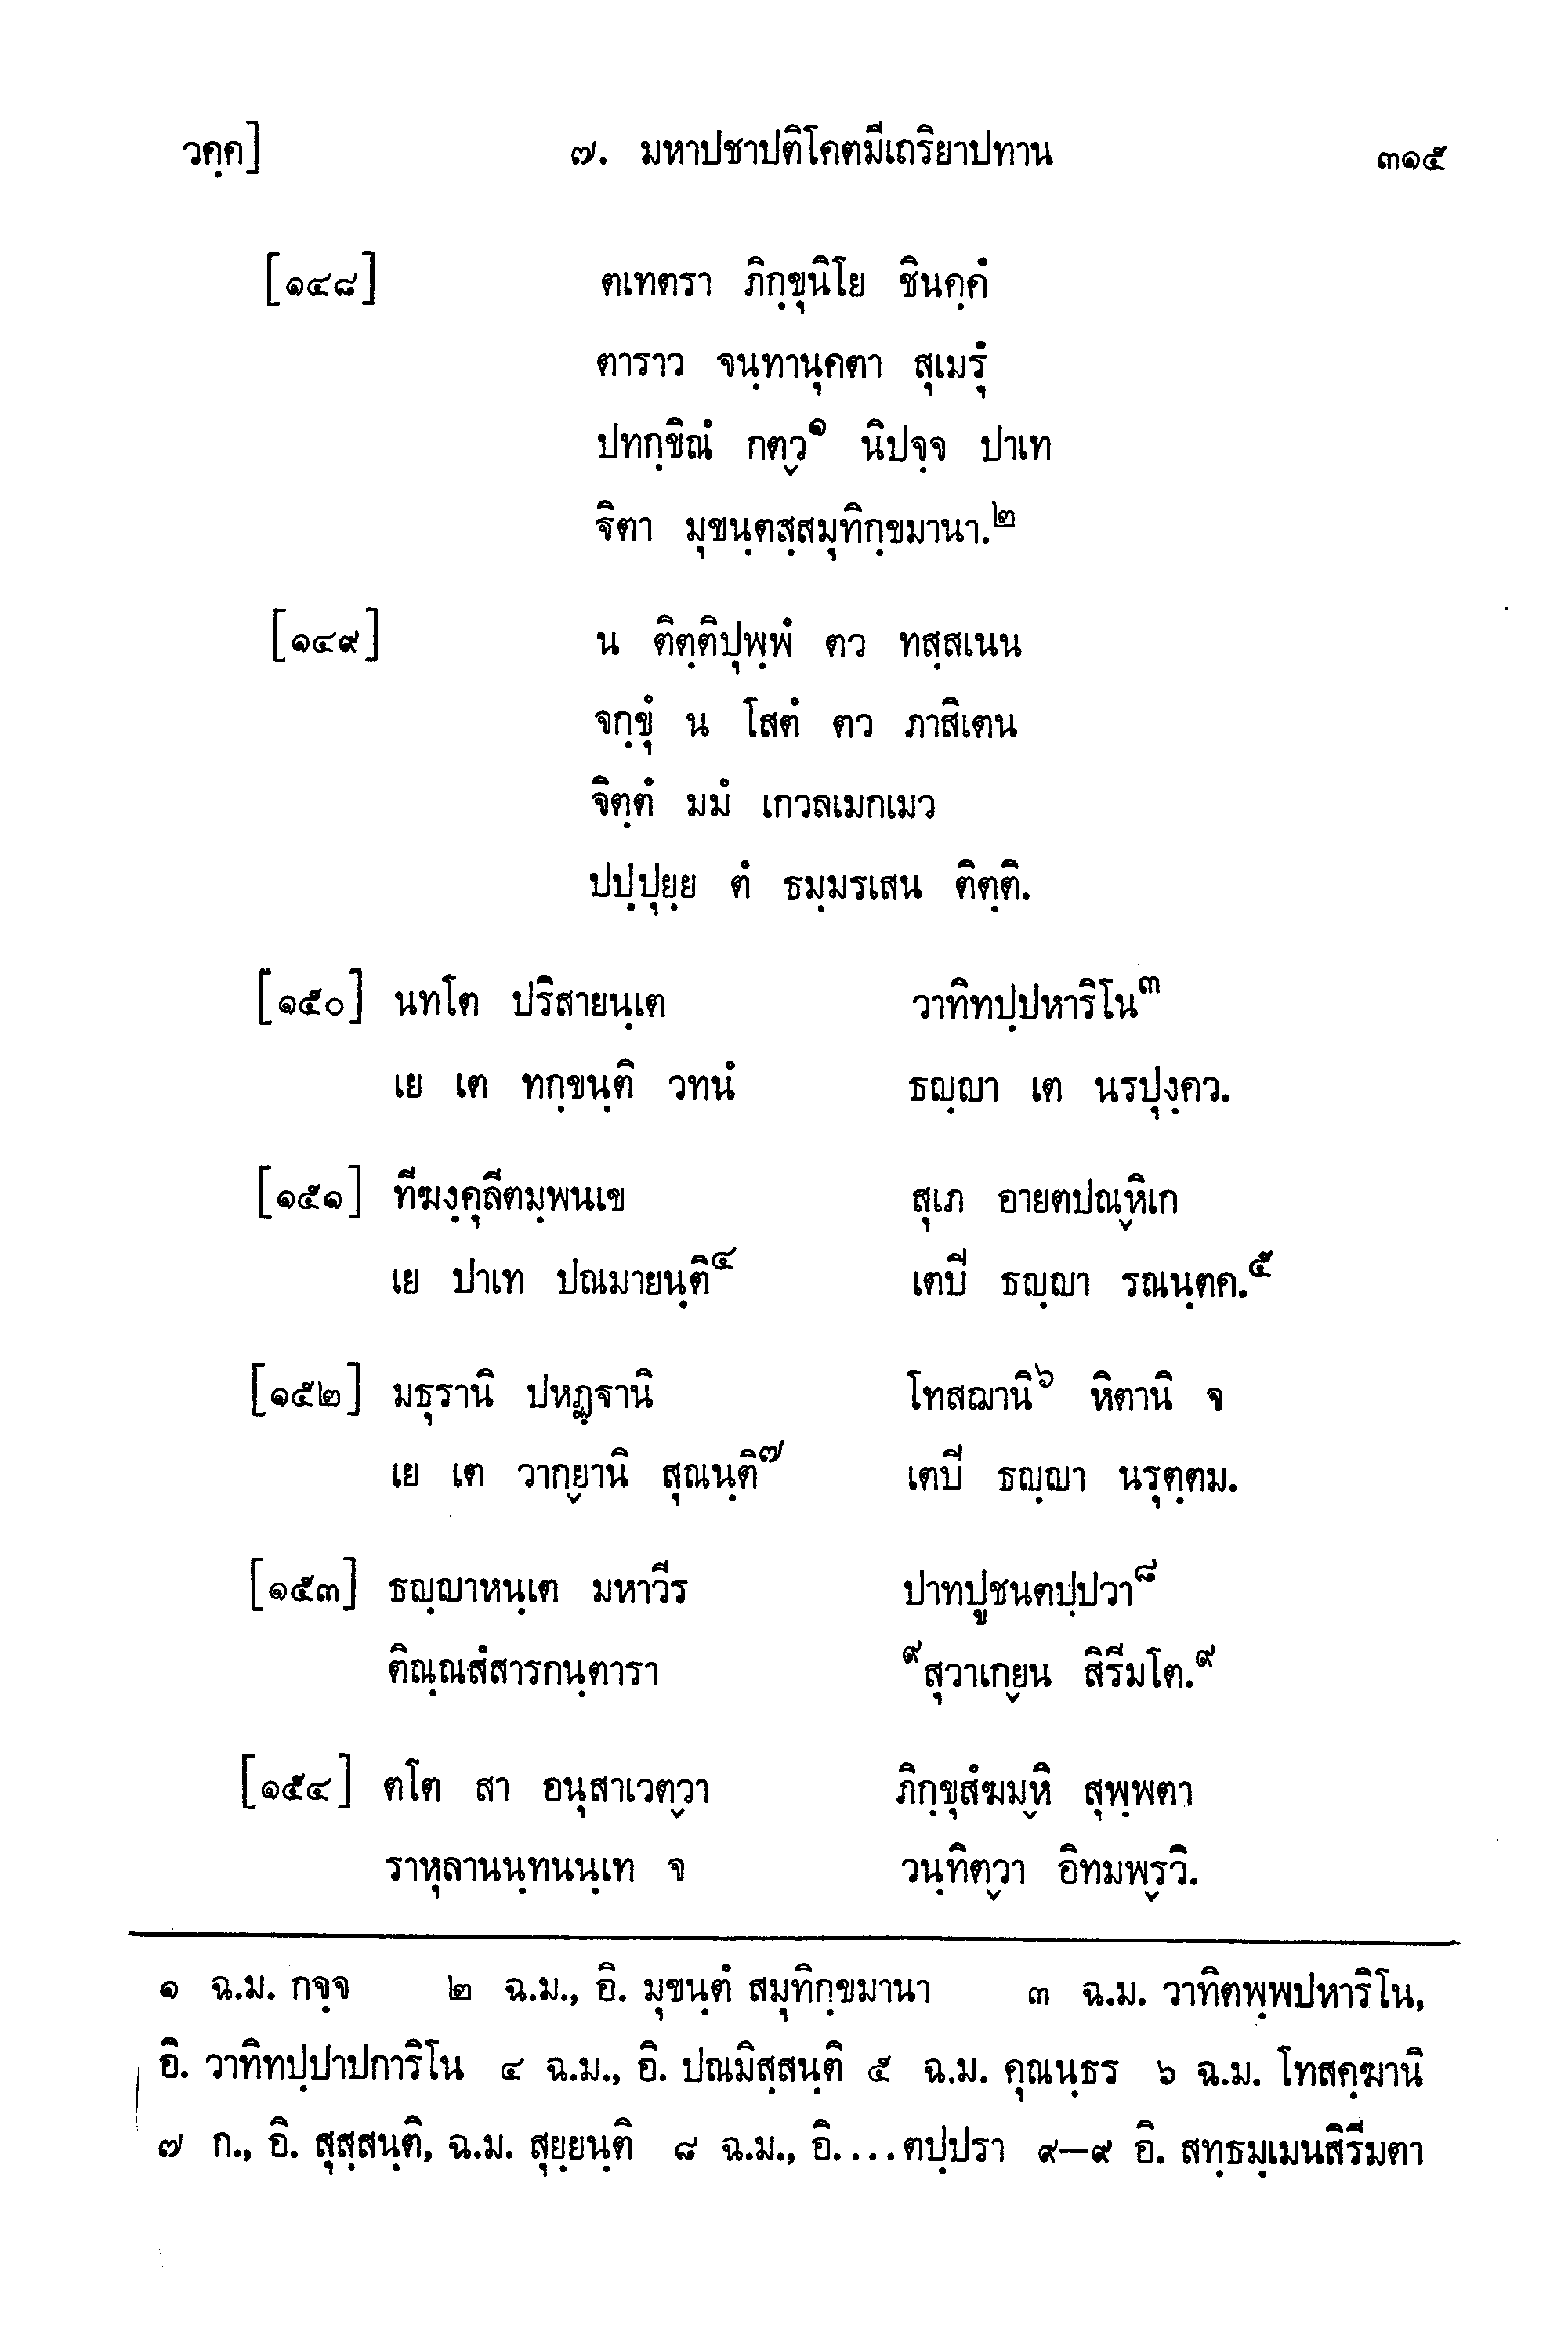 วคฺค]  ๗. มหาปชาปติโคตมีเถริยาปทาน  ๓๑๕
[๑๔๘]  ตเทตรา ภิกฺขุนิโย ชินคฺคํ
ตาราว จนฺทานุคตา สุเมรุํ
ปทกฺขิณํ กตฺว๑ นิปจฺจ ปาเท
ฐิตา มุขนฺตสฺสมุทิกฺขมานา.๒
[๑๔๙]  น ติตฺติปุพฺพํ ตว ทสฺสเนน
จกฺขุํ น โสตํ ตว ภาสิเตน
จิตฺตํ มมํ เกวลเมกเมว
ปปฺปุยฺย ตํ ธมฺมรเสน ติตฺติ.
[๑๕๐] นทโต ปริสายนฺเต  วาทิทปฺปหาริโน๓
เย เต ทกฺขนฺติ วทนํ  ธญฺญา เต นรปุงฺคว.
[๑๕๑] ทีฆงฺคุลีตมฺพนเข  สุเภ อายตปณฺหิเก
เย ปาเท ปณมายนฺติ๔  เตปี ธญฺญา รณนฺตค.๕
[๑๕๒] มธุรานิ ปหฏฺฐานิ  โทสฌานิ๖ หิตานิ จ
เย เต วากฺยานิ สุณนฺติ๗  เตปี ธญฺญา นรุตฺตม.
[๑๕๓] ธญฺญาหนฺเต มหาวีร  ปาทปูชนตปฺปวา๘
ติณฺณสํสารกนฺตารา  ๙สุวาเกฺยน สิรีมโต.๙
[๑๕๔] ตโต สา อนุสาเวตฺวา  ภิกฺขุสํฆมฺหิ สุพฺพตา
ราหุลานนฺทนนฺเท จ  วนฺทิตฺวา อิทมพฺรวิ.
๑ ฉ.ม. กจฺจ  ๒ ฉ.ม., อิ. มุขนฺตํ สมุทิกฺขมานา  ๓ ฉ.ม. วาทิตพฺพปหาริโน,
อิ. วาทิทปฺปาปการิโน ๔ ฉ.ม., อิ. ปณมิสฺสนฺติ ๕ ฉ.ม. คุณนฺธร ๖ ฉ.ม. โทสคฺฆานิ
๗ ก., อิ. สุสฺสนฺติ, ฉ.ม. สุยฺยนฺติ ๘ ฉ.ม., อิ....ตปฺปรา ๙–๙ อิ. สทฺธมฺเมนสิรีมตา